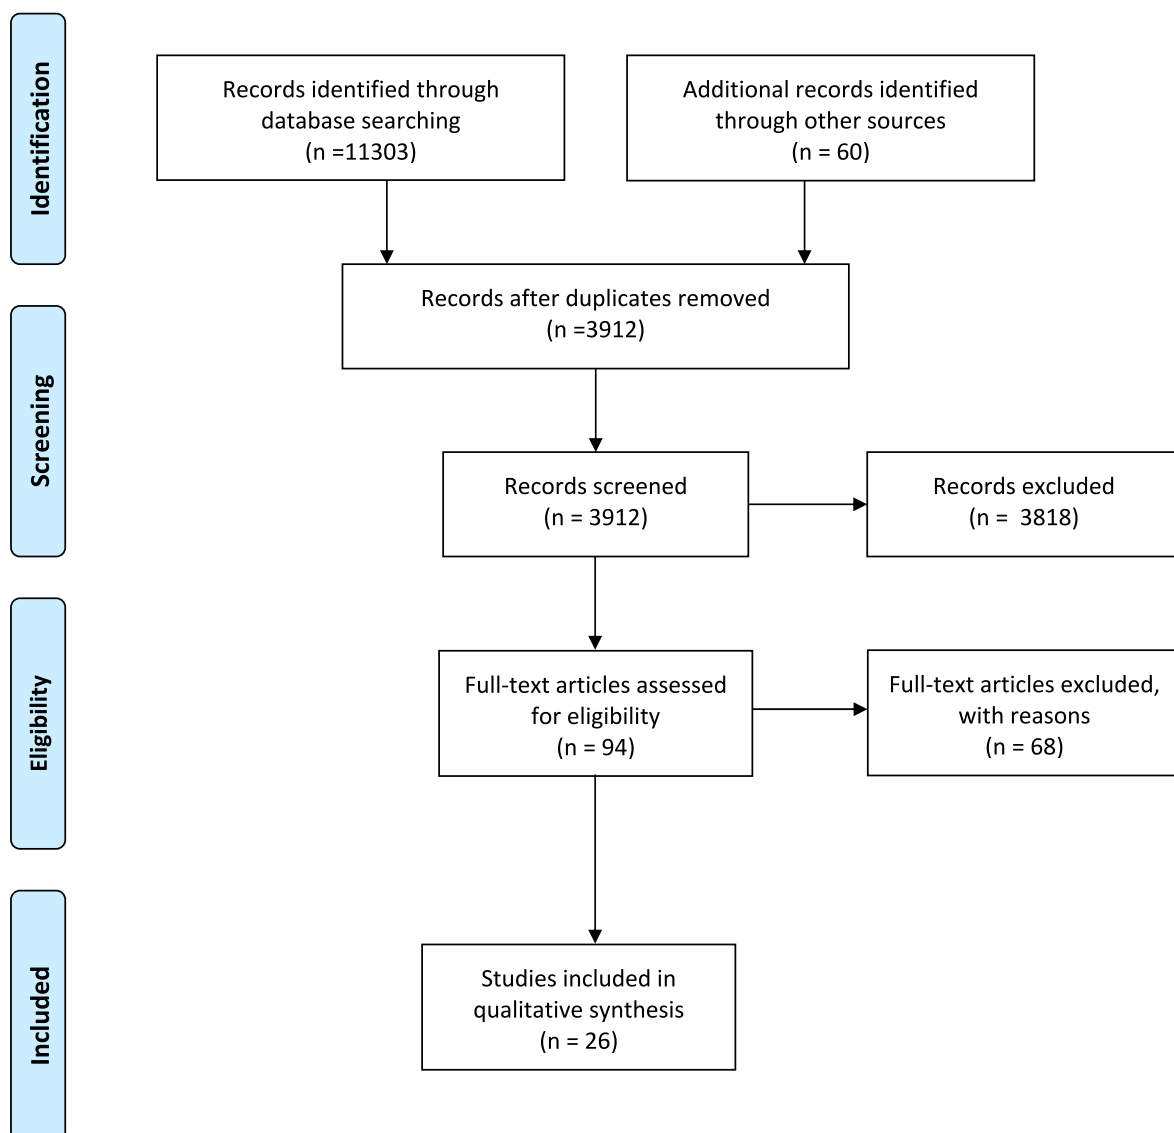 Identification
Records identified through
database searching
(n =11303)
Additional records identified
through other sources
(n = 60)
Records after duplicates removed
(n =3912)
Screening
Records screened
(n = 3912)
Records excluded
(n =  3818)
Eligibility
Full-text articles assessed
for eligibility
(n = 94)
Full-text articles excluded,
with reasons
(n = 68)
Included
Studies included in
qualitative synthesis
(n = 26)